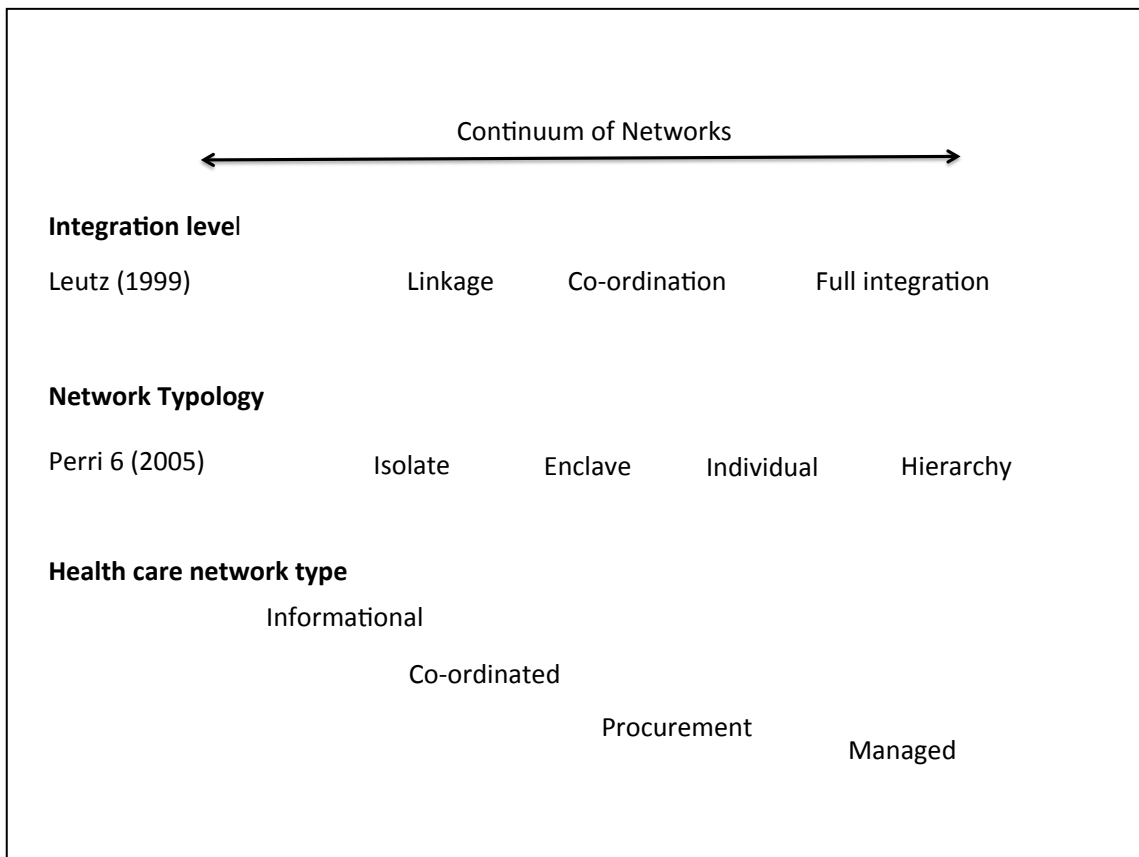 Continuum of Networks
Integration level
Leutz (1999) Linkage Co-ordination Full integration
Network Typology
Perri 6 (2005) Isolate Enclave Individual Hierarchy
Health care network type
Informational
Co-ordinated
Procurement
Managed